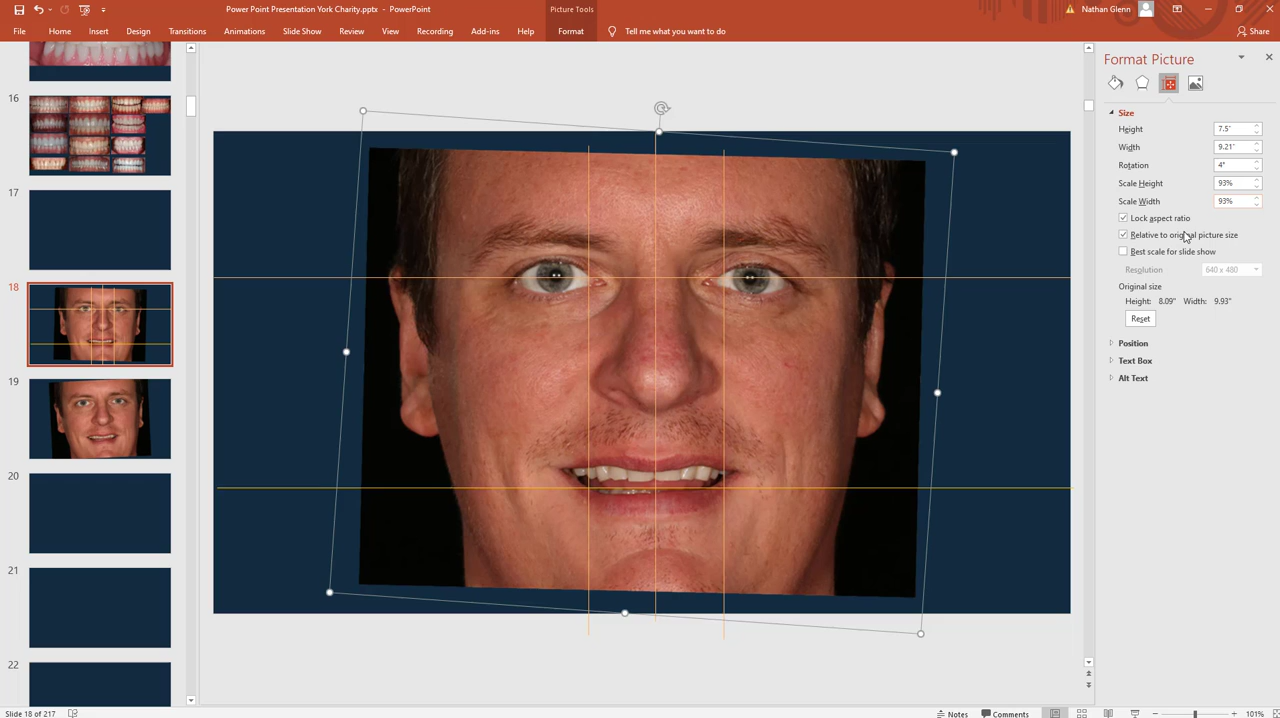 Power Point Presentation York Charity.pptx - PowerPoint
Picture Tools
Nathan Glenn
File Home Insert Design Transitions Animations Slide Show Review View Recording Add-ins Help Format Tell me what you want to do Share
Format Picture
Size
Height 7.5"
Width 9.21"
Rotation 4°
Scale Height 93%
Scale Width 93%
Lock aspect ratio
Relative to original picture size
Best scale for slide show
Resolution 640 x 480
Original size
Height: 8.09" Width: 9.93"
Reset
Position
Text Box
Alt Text
16
17
18
19
20
21
22
Slide 18 of 217
Notes Comments 101%